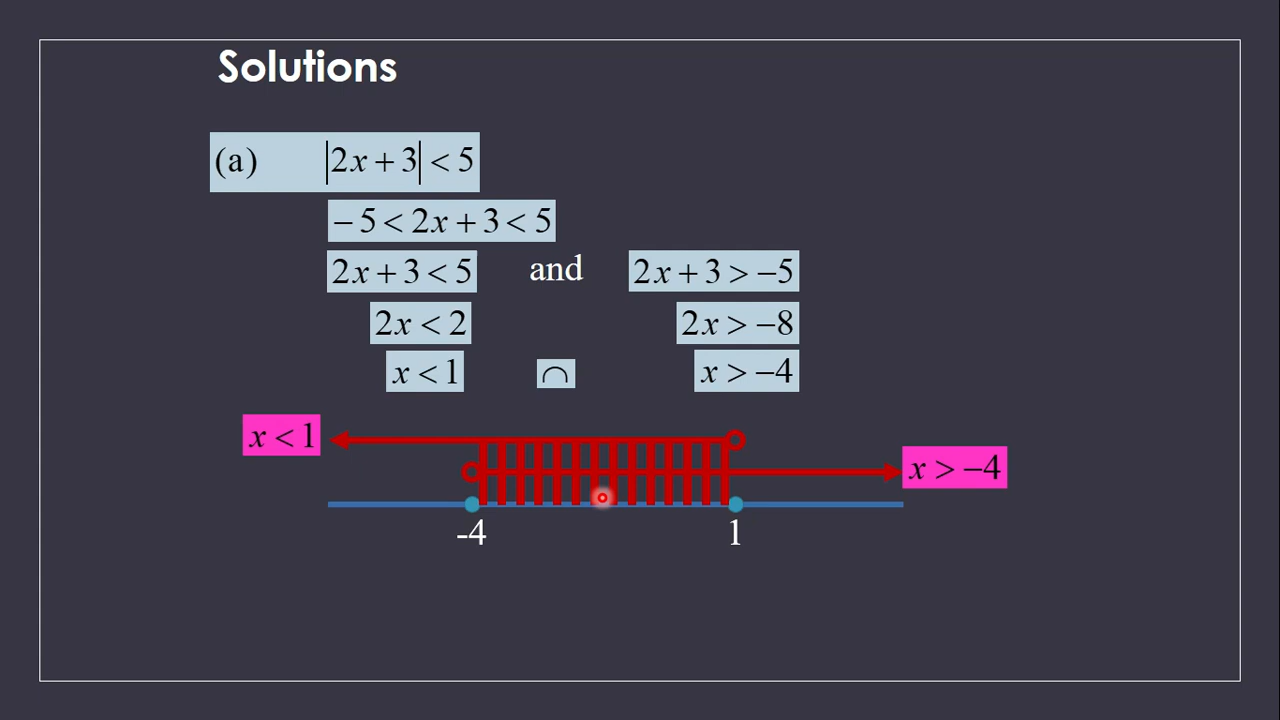 Solutions
(a) |2x + 3| < 5
− 5 < 2x + 3 < 5
2x + 3 < 5 and 2x + 3 > −5
2x < 2 2x > −8
x < 1 ∩ x > −4
x < 1
x > −4
-4 1